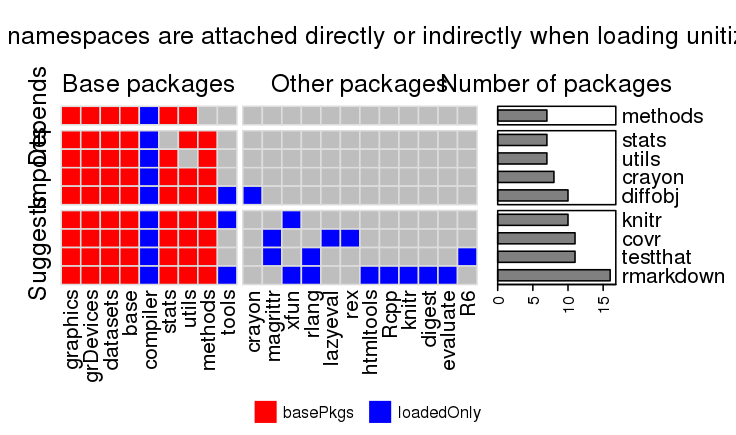 namespaces are attached directly or indirectly when loading
Base packages
Other packages
Number of packages
Depends
Imports
Suggests
methods
stats
utils
crayon
diffobj
knitr
covr
testthat
rmarkdown
graphics
grDevices
datasets
base
compiler
stats
utils
methods
tools
crayon
magrittr
xfun
rlang
lazyeval
rex
htmltools
Rcpp
knitr
digest
evaluate
R6
0
5
10
15
basePkgs
loadedOnly